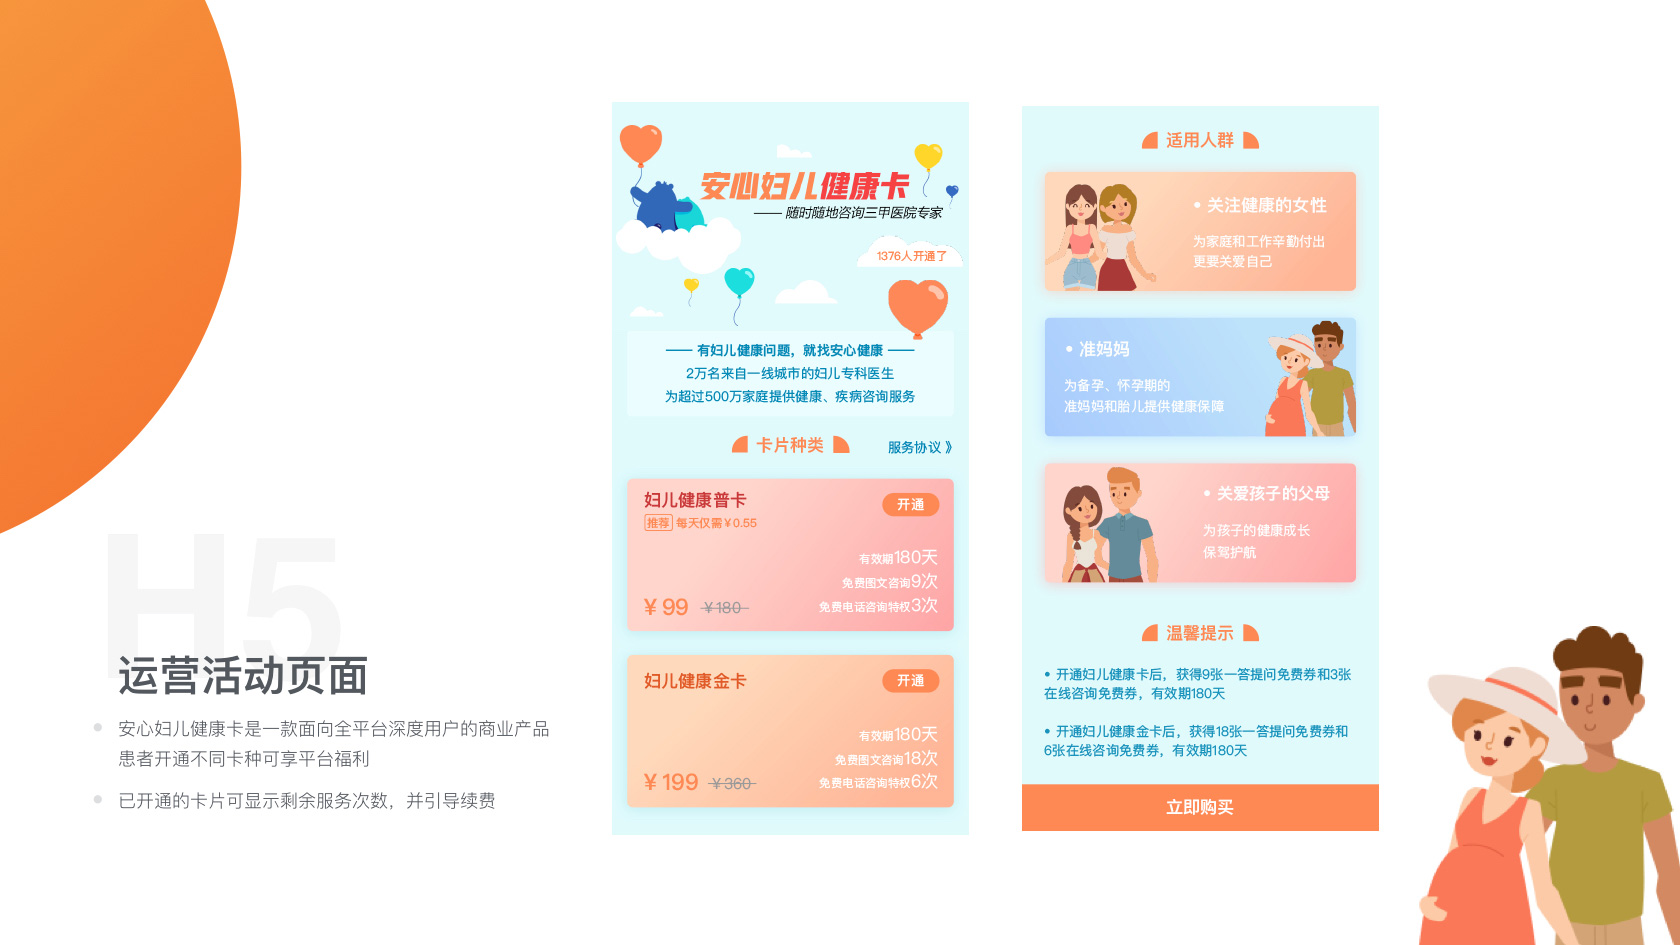 H5
运营活动页面
安心妇儿健康卡是一款面向全平台深度用户的商业产品
患者开通不同卡种可享平台福利
已开通的卡片可显示剩余服务次数，并引导续费
安心妇儿健康卡
—— 随时随地咨询三甲医院专家
1376人开通了
—— 有妇儿健康问题，就找安心健康 ——
2万名来自一线城市的妇儿专科医生
为超过500万家庭提供健康、疾病咨询服务
卡片种类
服务协议 》
妇儿健康普卡
开通
推荐 每天仅需￥0.55
有效期180天
免费图文咨询9次
免费电话咨询特权3次
￥99 ￥180
妇儿健康金卡
开通
有效期180天
免费图文咨询18次
免费电话咨询特权6次
￥199 ￥360
适用人群
• 关注健康的女性
为家庭和工作辛勤付出
更要关爱自己
• 准妈妈
为备孕、怀孕期的
准妈妈和胎儿提供健康保障
• 关爱孩子的父母
为孩子的健康成长
保驾护航
温馨提示
• 开通妇儿健康卡后，获得9张一答提问免费券和3张
在线咨询免费券，有效期180天
• 开通妇儿健康金卡后，获得18张一答提问免费券和
6张在线咨询免费券，有效期180天
立即购买